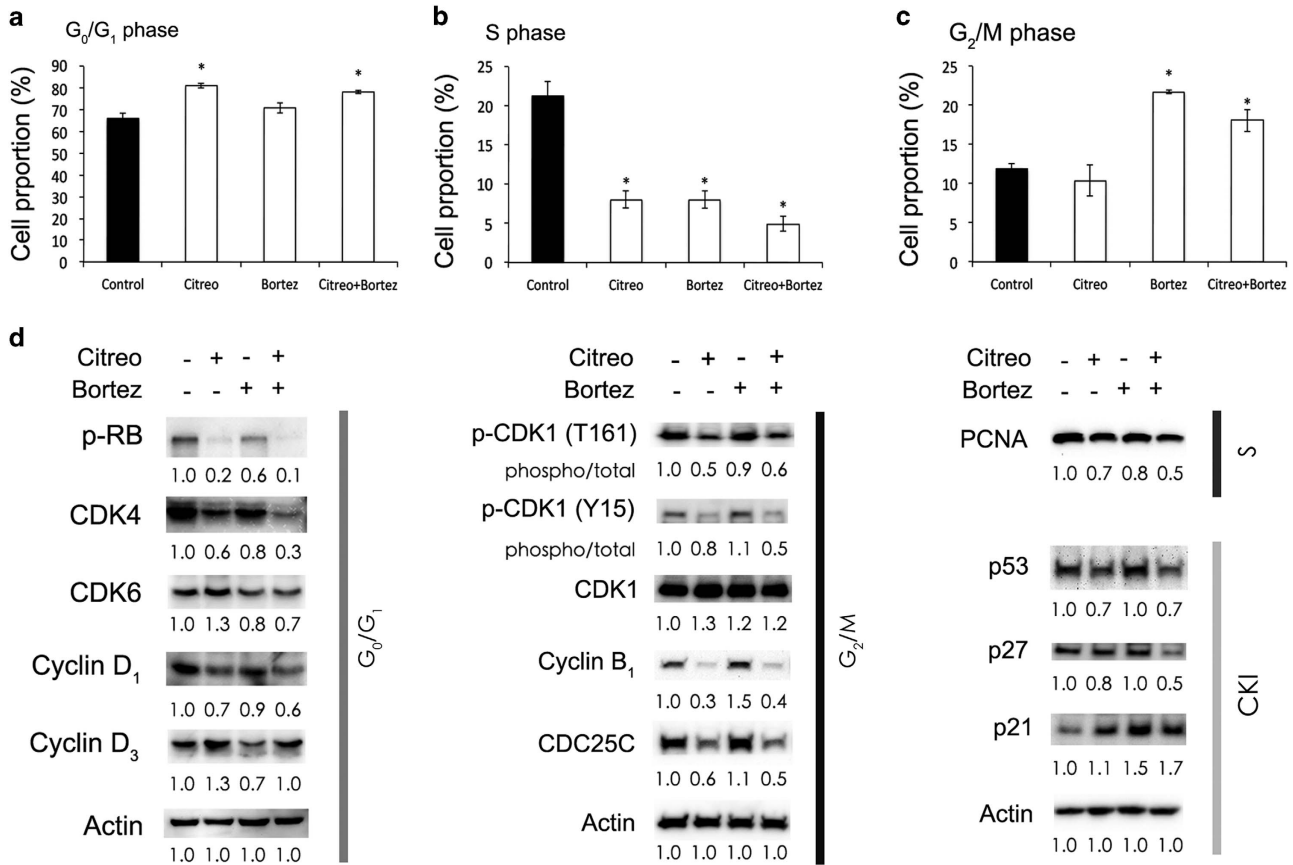 a
G0/G1 phase
Cell prportion (%)
90
80
70
60
50
40
30
20
10
0
*
*
Control Citreo Bortez Citreo+Bortez
b
S phase
Cell prportion (%)
25
20
15
10
5
0
*
*
*
Control Citreo Bortez Citreo+Bortez
c
G2/M phase
Cell prportion (%)
25
20
15
10
5
0
*
*
Control Citreo Bortez Citreo+Bortez
d
Citreo - + - +
Bortez - - + +
p-RB
1.0 0.2 0.6 0.1
CDK4
1.0 0.6 0.8 0.3
CDK6
1.0 1.3 0.8 0.7
Cyclin D1
1.0 0.7 0.9 0.6
Cyclin D3
1.0 1.3 0.7 1.0
Actin
1.0 1.0 1.0 1.0
G0/G1
Citreo - + - +
Bortez - - + +
p-CDK1 (T161)
phospho/total 1.0 0.5 0.9 0.6
p-CDK1 (Y15)
phospho/total 1.0 0.8 1.1 0.5
CDK1
1.0 1.3 1.2 1.2
Cyclin B1
1.0 0.3 1.5 0.4
CDC25C
1.0 0.6 1.1 0.5
Actin
1.0 1.0 1.0 1.0
G2/M
Citreo - + - +
Bortez - - + +
PCNA
1.0 0.7 0.8 0.5
S
p53
1.0 0.7 1.0 0.7
p27
1.0 0.8 1.0 0.5
p21
1.0 1.1 1.5 1.7
Actin
1.0 1.0 1.0 1.0
CKI